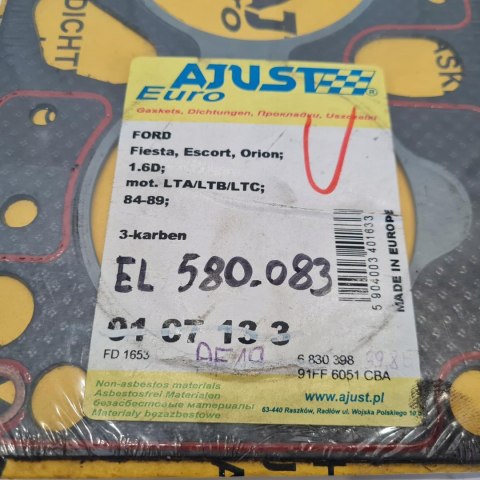 DICHT
ASK
AJUST ®
Euro
Gaskets, Dichtungen, Прокладки, Uszczelki
FORD
Fiesta, Escort, Orion;
1.6D;
mot. LTA/LTB/LTC;
84-89;
3-karben
EL 580.083
5 904003 401633
MADE IN EUROPE
01 07 13 3
FD 1653
AE19
6 830 398
91FF 6051 CBA
Non-asbestos materials
Asbestosfrei Materialen
безасбестовые материалы
Materiały bezazbestowe
www.ajust.pl
63-440 Raszków, Radłów ul. Wojska Polskiego 10